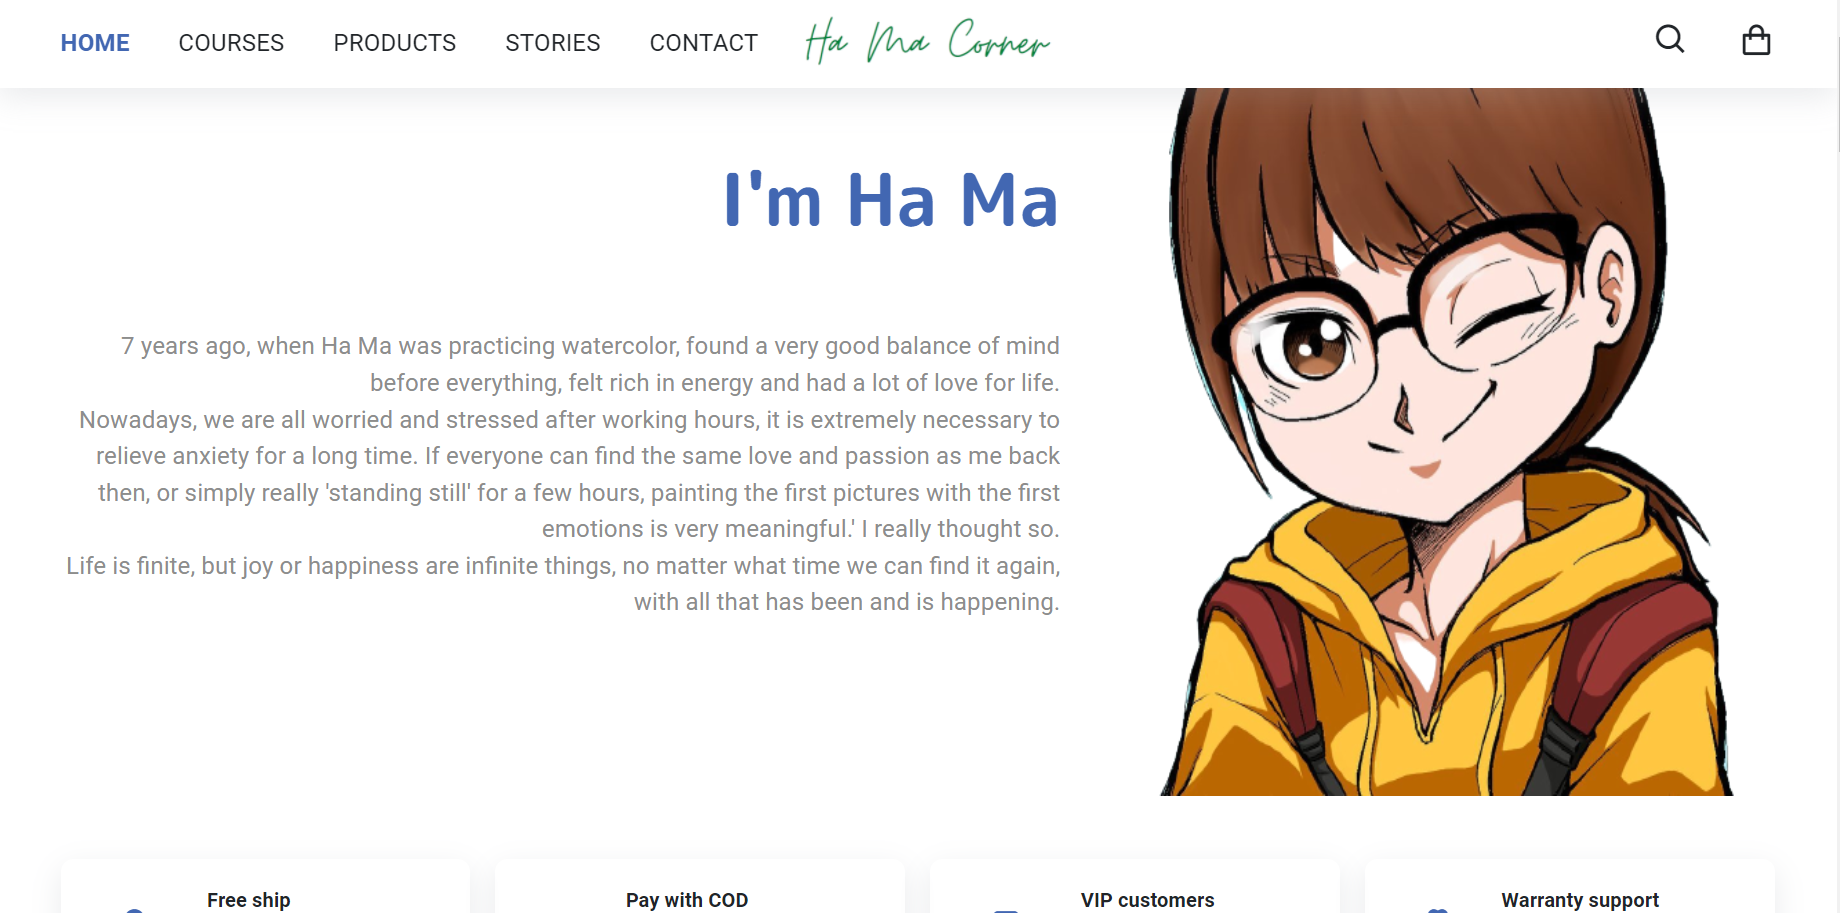 HOME COURSES PRODUCTS STORIES CONTACT Ha Ma Corner
I'm Ha Ma
7 years ago, when Ha Ma was practicing watercolor, found a very good balance of mind
before everything, felt rich in energy and had a lot of love for life.
Nowadays, we are all worried and stressed after working hours, it is extremely necessary to
relieve anxiety for a long time. If everyone can find the same love and passion as me back
then, or simply really 'standing still' for a few hours, painting the first pictures with the first
emotions is very meaningful.' I really thought so.
Life is finite, but joy or happiness are infinite things, no matter what time we can find it again,
with all that has been and is happening.
Free ship Pay with COD VIP customers Warranty support